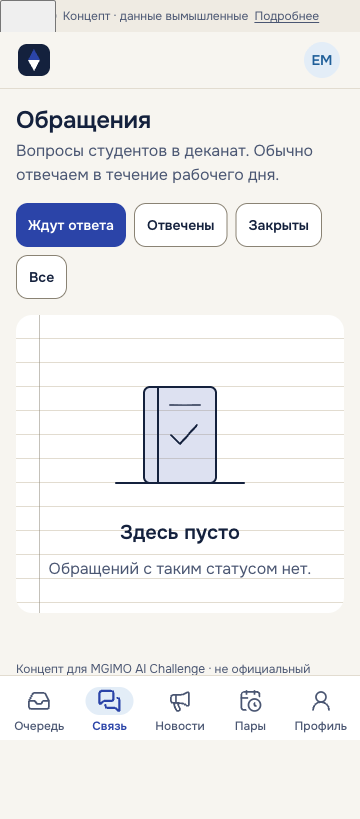 Концепт · данные вымышленные Подробнее
ЕМ
Обращения
Вопросы студентов в деканат. Обычно
отвечаем в течение рабочего дня.
Ждут ответа
Отвечены
Закрыты
Все
Здесь пусто
Обращений с таким статусом нет.
Концепт для MGIMO AI Challenge · не официальный
Очередь
Связь
Новости
Пары
Профиль